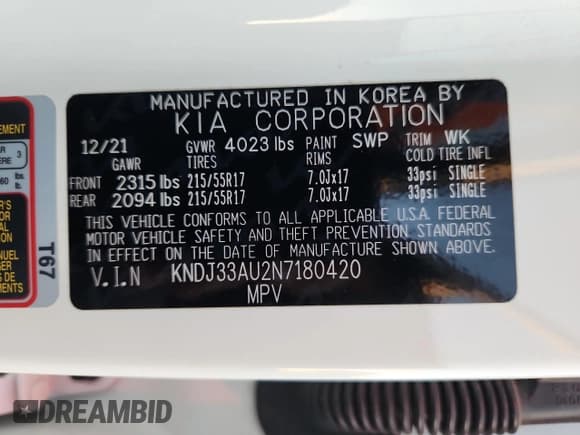 MANUFACTURED IN KOREA BY
KIA CORPORATION
12/21 GVWR 4023 lbs PAINT SWP TRIM WK
GAWR TIRES RIMS COLD TIRE INFL
FRONT 2315 lbs 215/55R17 7.0Jx17 33psi SINGLE
REAR 2094 lbs 215/55R17 7.0Jx17 33psi SINGLE
THIS VEHICLE CONFORMS TO ALL APPLICABLE U.S.A FEDERAL
MOTOR VEHICLE SAFETY AND THEFT PREVENTION STANDARDS
IN EFFECT ON THE DATE OF MANUFACTURE SHOWN ABOVE.
V.I.N KNDJ33AU2N7180420
MPV
T67
3
DREAMBID